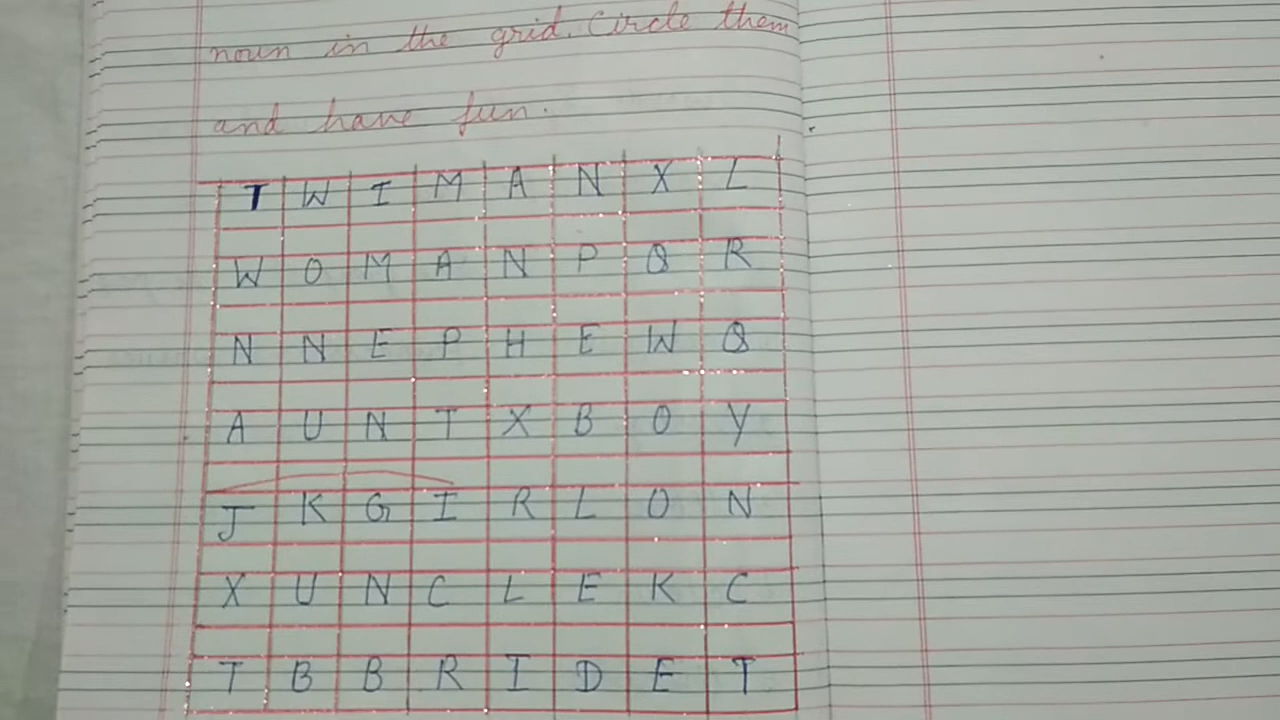 noun in the grid. Circle them
and have fun.
T W I M A N X L
W O M A N P Q R
N N E P H E W Q
A U N T X B O Y
J K G I R L O N
X U N C L E K C
T B B R I D E T